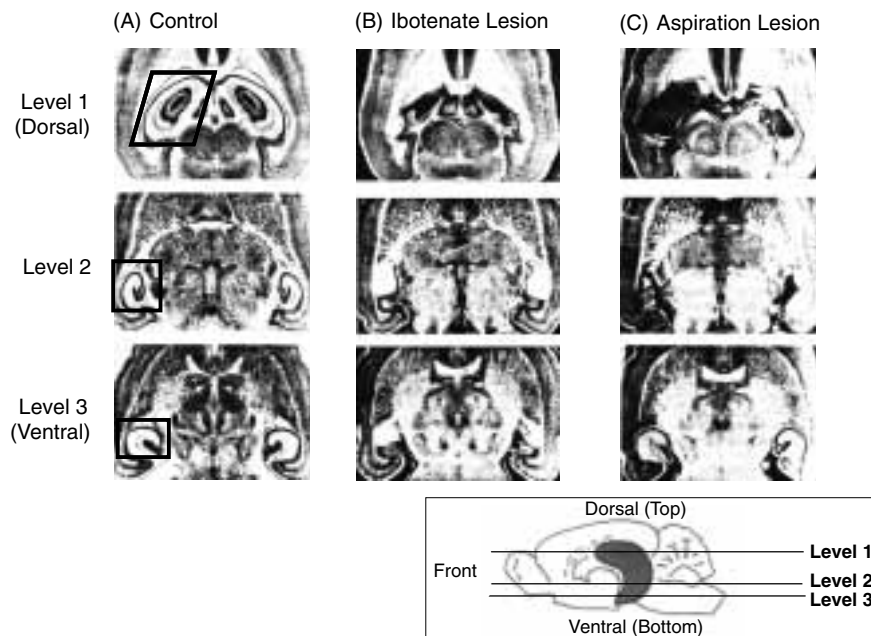 (A) Control
(B) Ibotenate Lesion
(C) Aspiration Lesion
Level 1
(Dorsal)
Level 2
Level 3
(Ventral)
Dorsal (Top)
Front
Level 1
Level 2
Level 3
Ventral (Bottom)